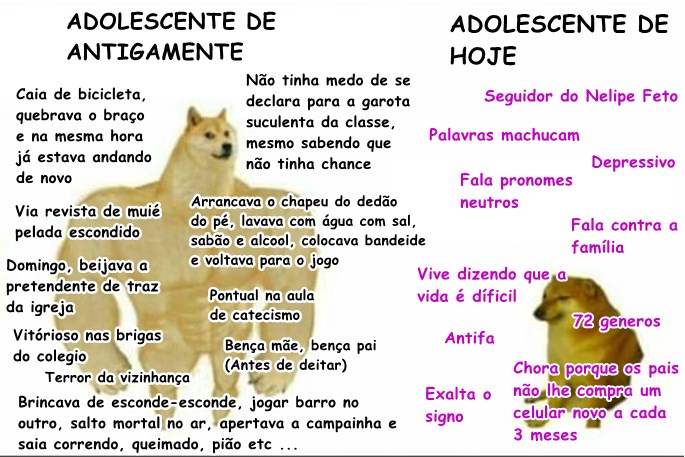 ADOLESCENTE DE
ANTIGAMENTE
Caia de bicicleta,
quebrava o braço
e na mesma hora
já estava andando
de novo
Não tinha medo de se
declara para a garota
suculenta da classe,
mesmo sabendo que
não tinha chance
Via revista de muié
pelada escondido
Arrancava o chapeu do dedão
do pé, lavava com água com sal,
sabão e alcool, colocava bandeide
e voltava para o jogo
Domingo, beijava a
pretendente de traz
da igreja
Pontual na aula
de catecismo
Vitórioso nas brigas
do colegio
Bença mãe, bença pai
(Antes de deitar)
Terror da vizinhança
Brincava de esconde-esconde, jogar barro no
outro, salto mortal no ar, apertava a campainha e
saia correndo, queimado, pião etc ...
ADOLESCENTE DE
HOJE
Seguidor do Nelipe Feto
Palavras machucam
Depressivo
Fala pronomes
neutros
Fala contra a
família
Vive dizendo que a
vida é díficil
72 generos
Antifa
Chora porque os pais
não lhe compra um
celular novo a cada
3 meses
Exalta o
signo